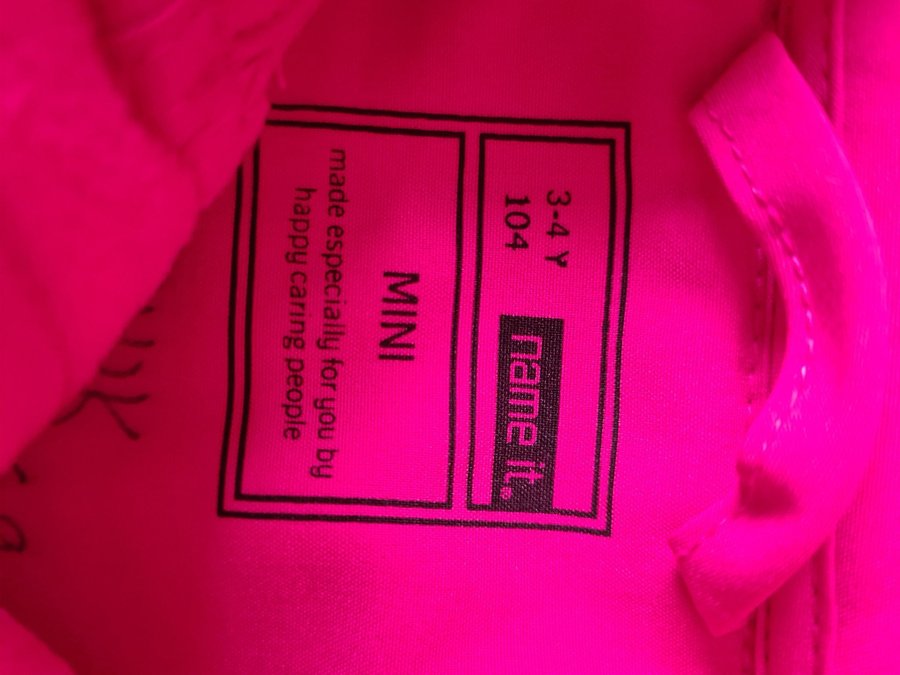 3-4 Y
104
name it.
MINI
made especially for you by
happy caring people